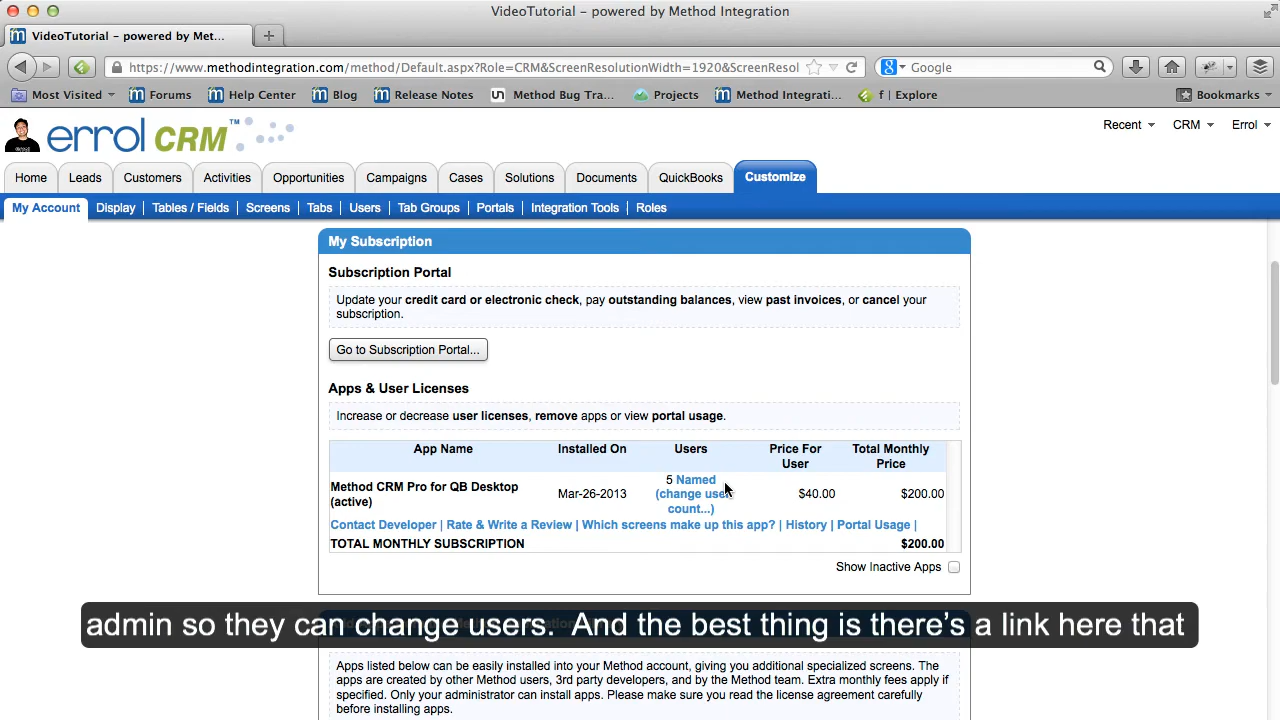 VideoTutorial – powered by Method Integration
VideoTutorial – powered by Met...
https://www.methodintegration.com/method/Default.aspx?Role=CRM&ScreenResolutionWidth=1920&ScreenResol
Google
Most Visited Forums Help Center Blog Release Notes Method Bug Tra... Projects Method Integrati... f | Explore Bookmarks
errol CRM™
Recent CRM Errol
Home Leads Customers Activities Opportunities Campaigns Cases Solutions Documents QuickBooks Customize
My Account Display Tables / Fields Screens Tabs Users Tab Groups Portals Integration Tools Roles
My Subscription
Subscription Portal
Update your credit card or electronic check, pay outstanding balances, view past invoices, or cancel your
subscription.
Go to Subscription Portal...
Apps & User Licenses
Increase or decrease user licenses, remove apps or view portal usage.
App Name Installed On Users Price For User Total Monthly Price
Method CRM Pro for QB Desktop (active) Mar-26-2013 5 Named (change user count...) $40.00 $200.00
Contact Developer | Rate & Write a Review | Which screens make up this app? | History | Portal Usage |
TOTAL MONTHLY SUBSCRIPTION $200.00
Show Inactive Apps
admin so they can change users. And the best thing is there's a link here that
Apps listed below can be easily installed into your Method account, giving you additional specialized screens. The
apps are created by other Method users, 3rd party developers, and by the Method team. Extra monthly fees apply if
specified. Only your administrator can install apps. Please make sure you read the license agreement carefully
before installing apps.